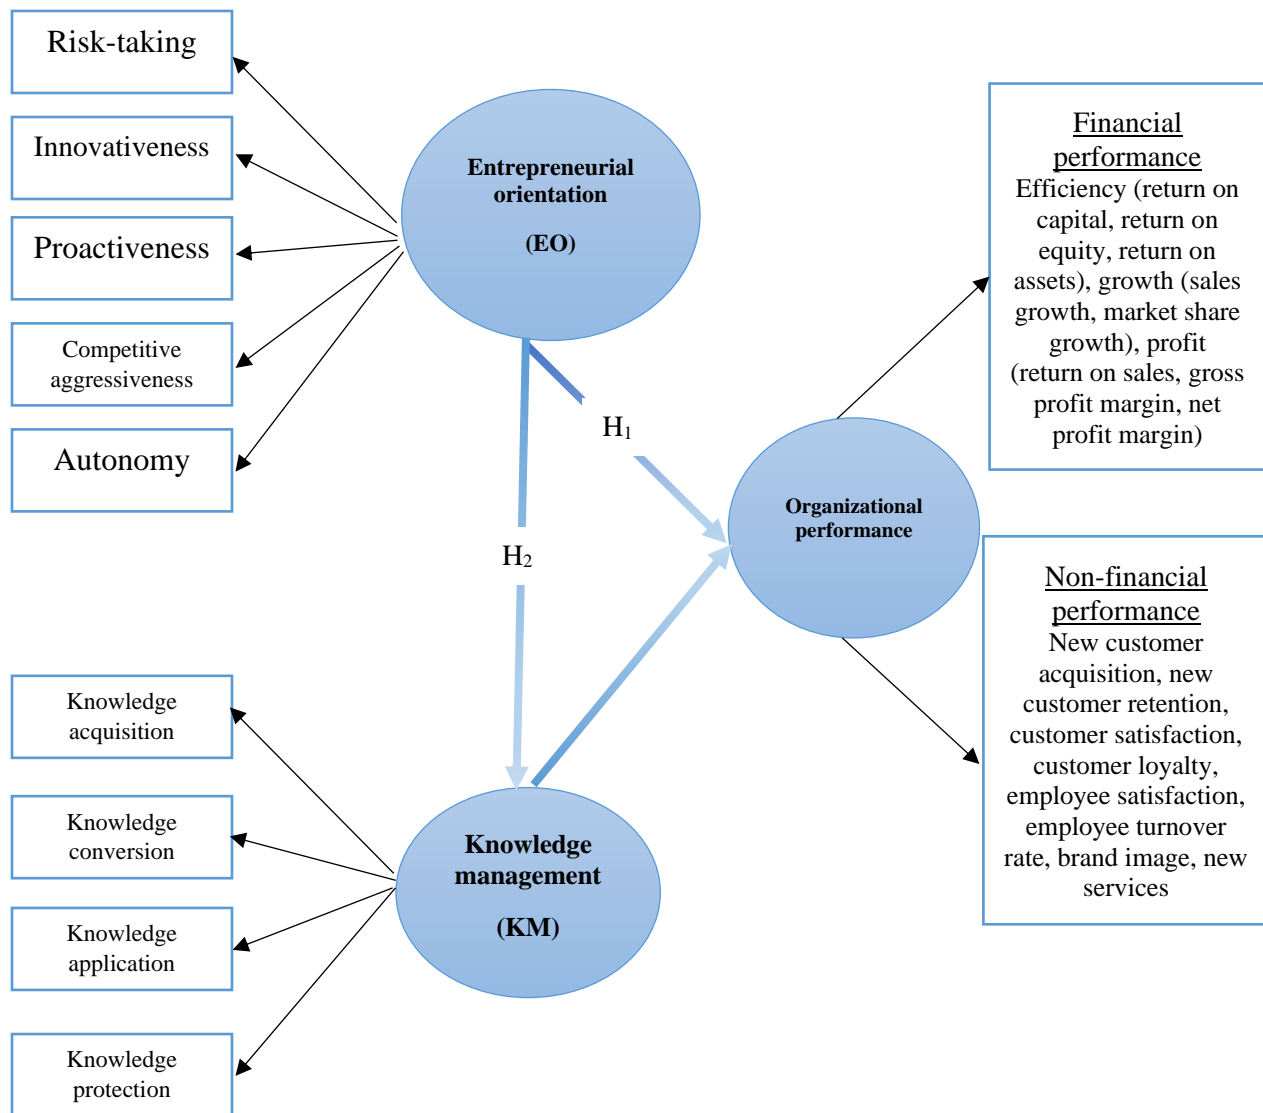 Risk-taking
Innovativeness
Proactiveness
Competitive
aggressiveness
Autonomy
Entrepreneurial
orientation
(EO)
H₁
H₂
Organizational
performance
Financial
performance
Efficiency (return on
capital, return on
equity, return on
assets), growth (sales
growth, market share
growth), profit
(return on sales, gross
profit margin, net
profit margin)
Non-financial
performance
New customer
acquisition, new
customer retention,
customer satisfaction,
customer loyalty,
employee satisfaction,
employee turnover
rate, brand image, new
services
Knowledge
acquisition
Knowledge
conversion
Knowledge
application
Knowledge
protection
Knowledge
management
(KM)